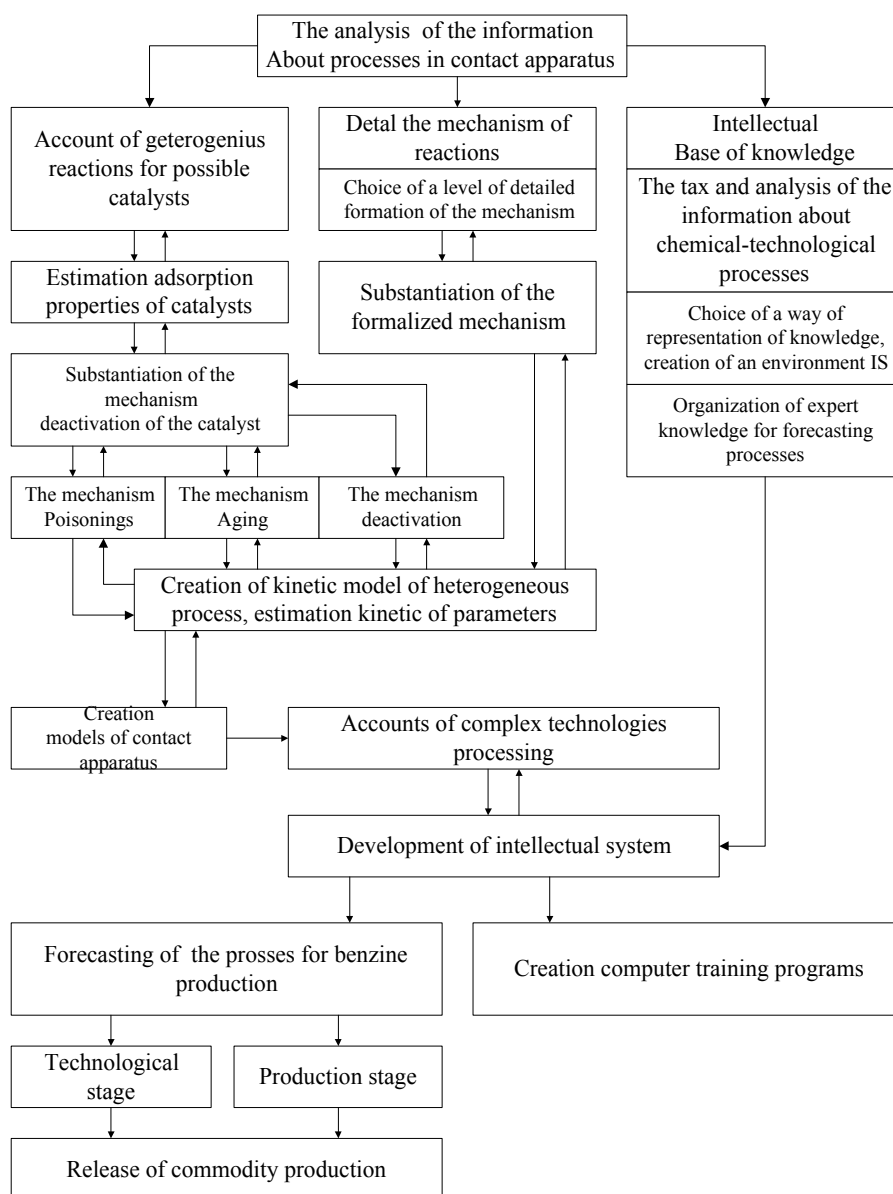 The analysis of the information
About processes in contact apparatus
Account of geterogenius
reactions for possible
catalysts
Detal the mechanism of
reactions
Choice of a level of detailed
formation of the mechanism
Intellectual
Base of knowledge
The tax and analysis of the
information about
chemical-technological
processes
Estimation adsorption
properties of catalysts
Substantiation of the
formalized mechanism
Choice of a way of
representation of knowledge,
creation of an environment IS
Substantiation of the
mechanism
deactivation of the catalyst
Organization of expert
knowledge for forecasting
processes
The mechanism
Poisonings
The mechanism
Aging
The mechanism
deactivation
Creation of kinetic model of heterogeneous
process, estimation kinetic of parameters
Creation
models of contact
apparatus
Accounts of complex technologies
processing
Development of intellectual system
Forecasting of the prosses for benzine
production
Creation computer training programs
Technological
stage
Production stage
Release of commodity production